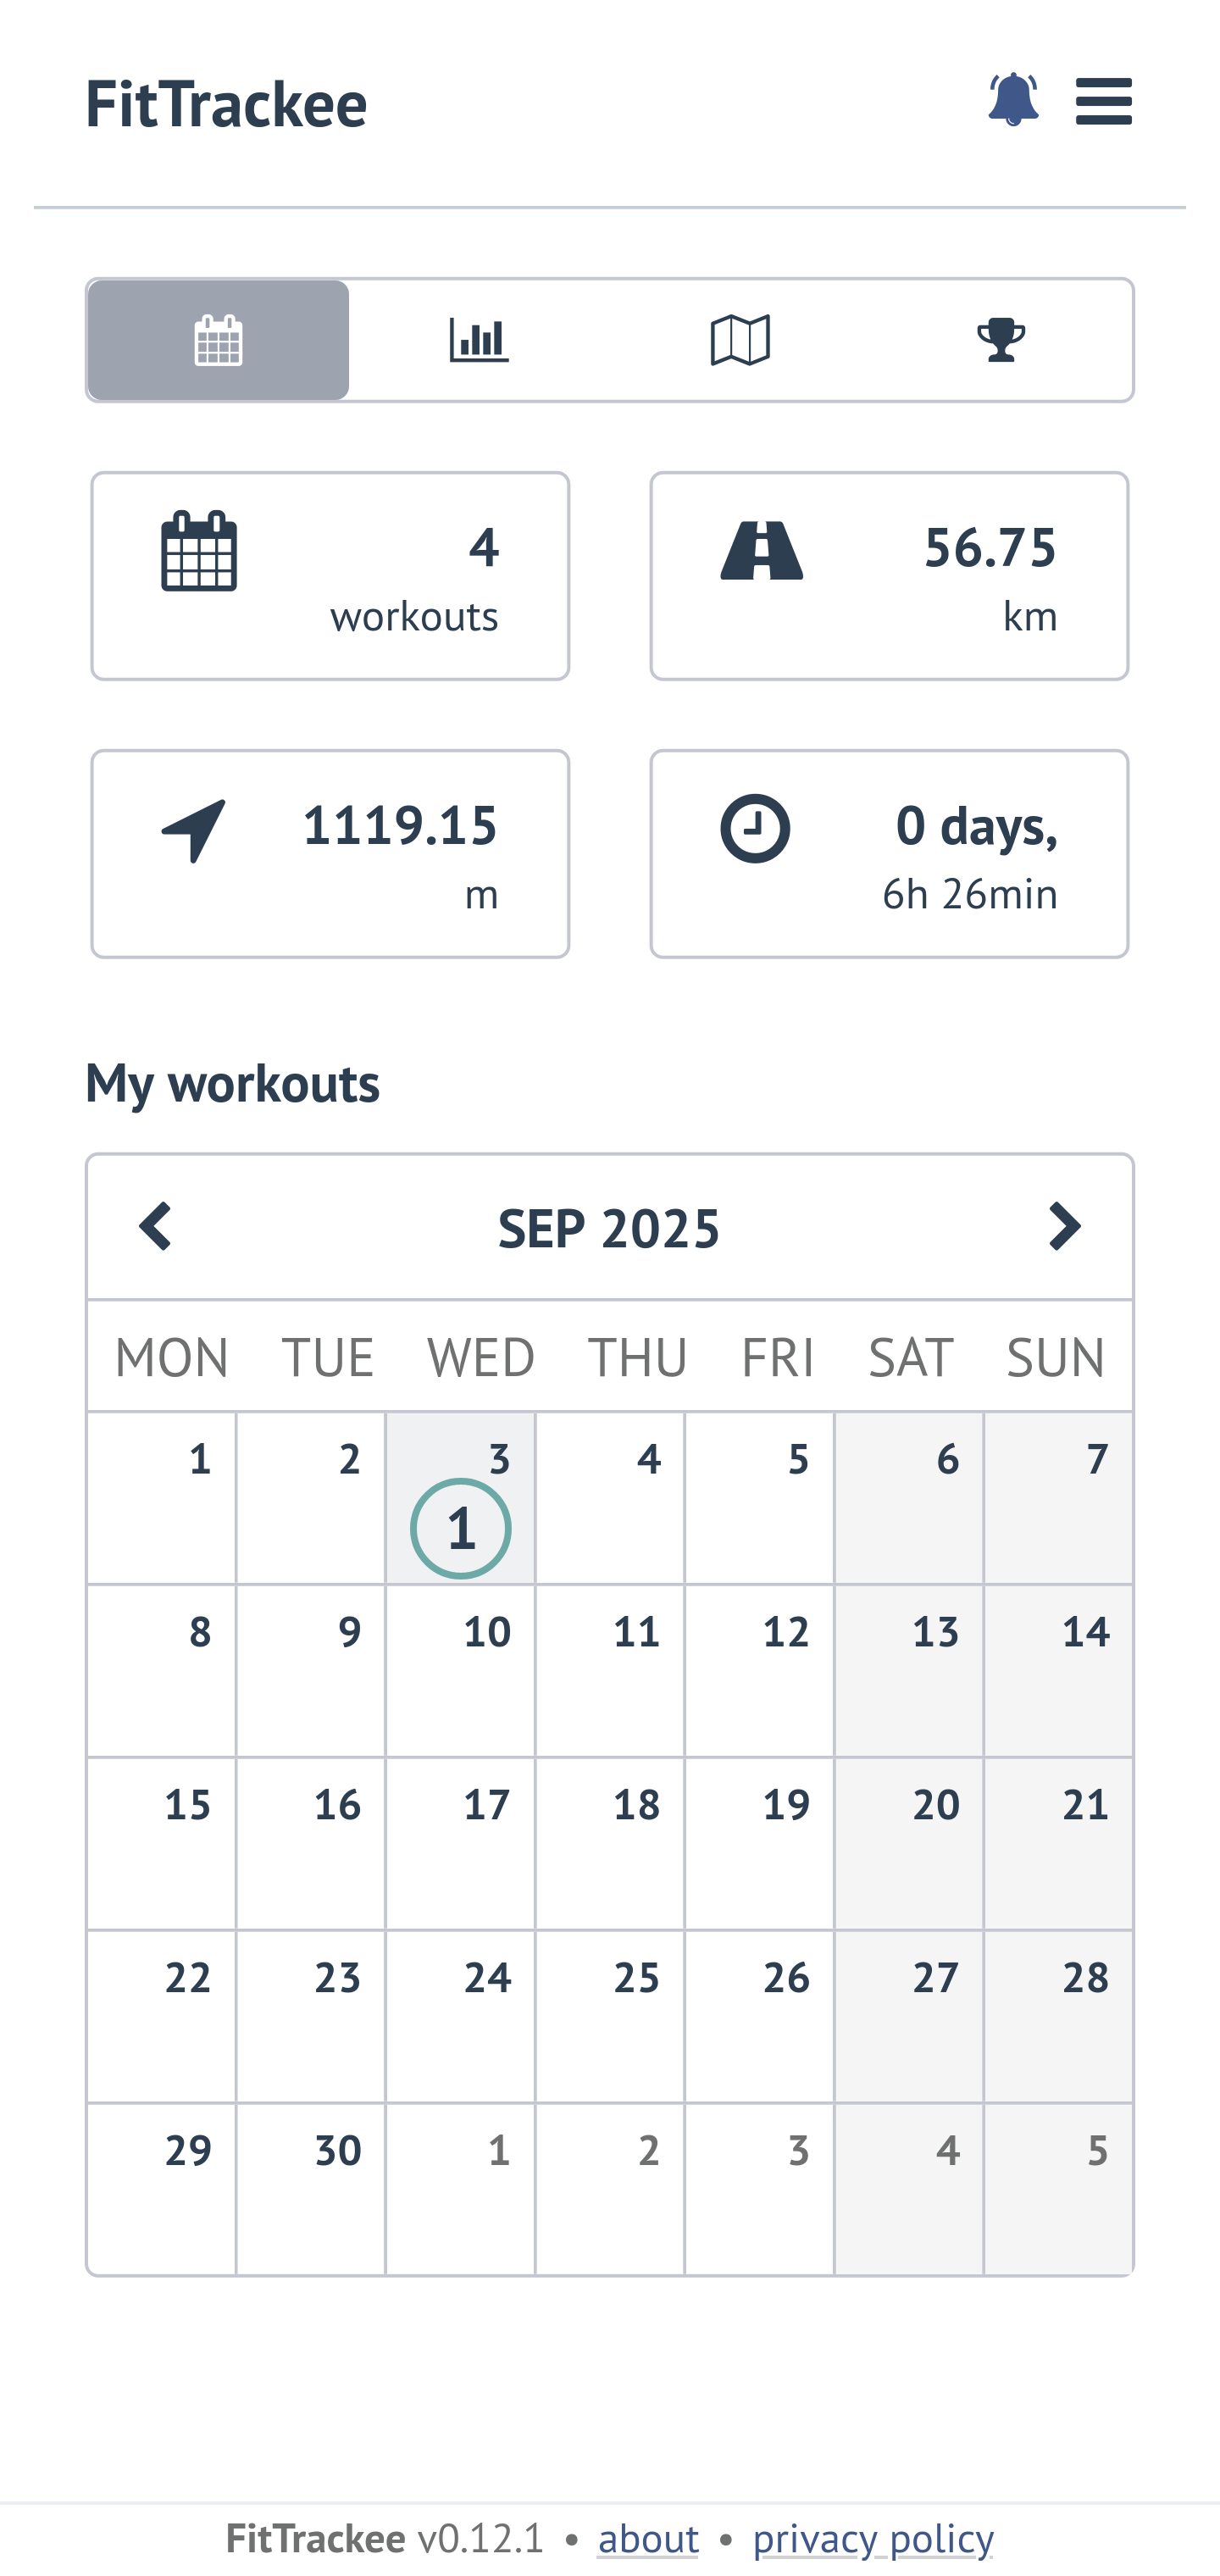 FitTrackee
4
workouts
56.75
km
1119.15
m
0 days,
6h 26min
My workouts
SEP 2025
MON TUE WED THU FRI SAT SUN
1 2 3 4 5 6 7
1
8 9 10 11 12 13 14
15 16 17 18 19 20 21
22 23 24 25 26 27 28
29 30 1 2 3 4 5
FitTrackee v0.12.1 • about • privacy policy